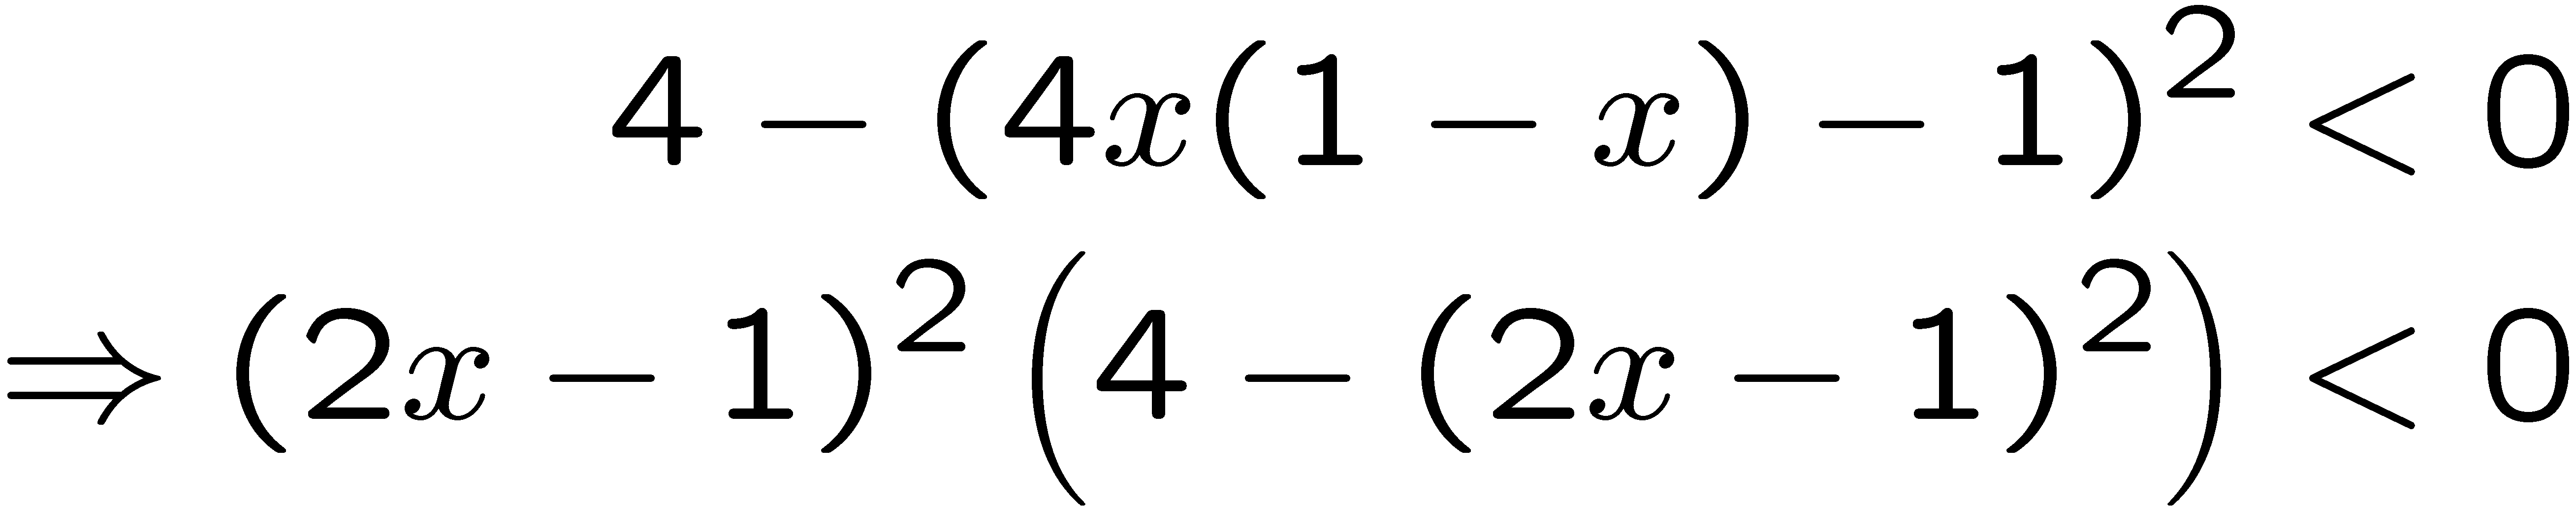 4 − (4x(1 − x) − 1)² < 0
⇒ (2x − 1)² (4 − (2x − 1)²) < 0